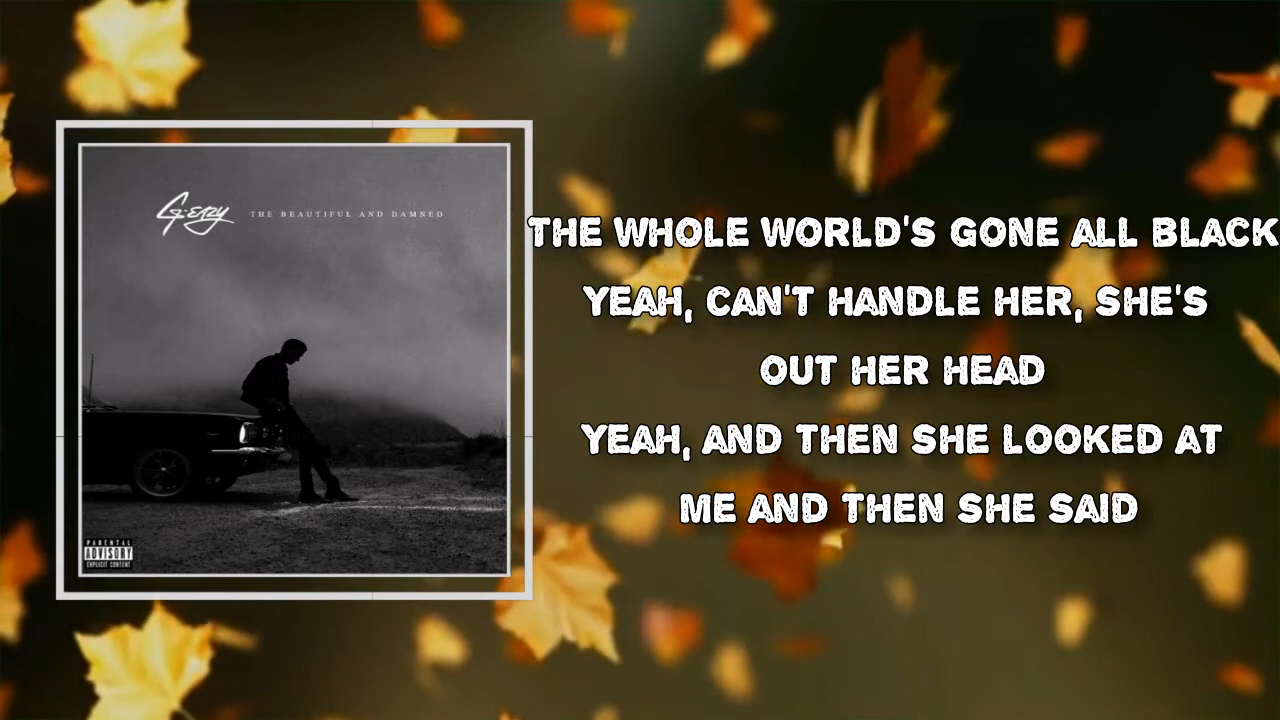 G-Eazy THE BEAUTIFUL AND DAMNED
PARENTAL
ADVISORY
EXPLICIT CONTENT
THE WHOLE WORLD'S GONE ALL BLACK
YEAH, CAN'T HANDLE HER, SHE'S
OUT HER HEAD
YEAH, AND THEN SHE LOOKED AT
ME AND THEN SHE SAID